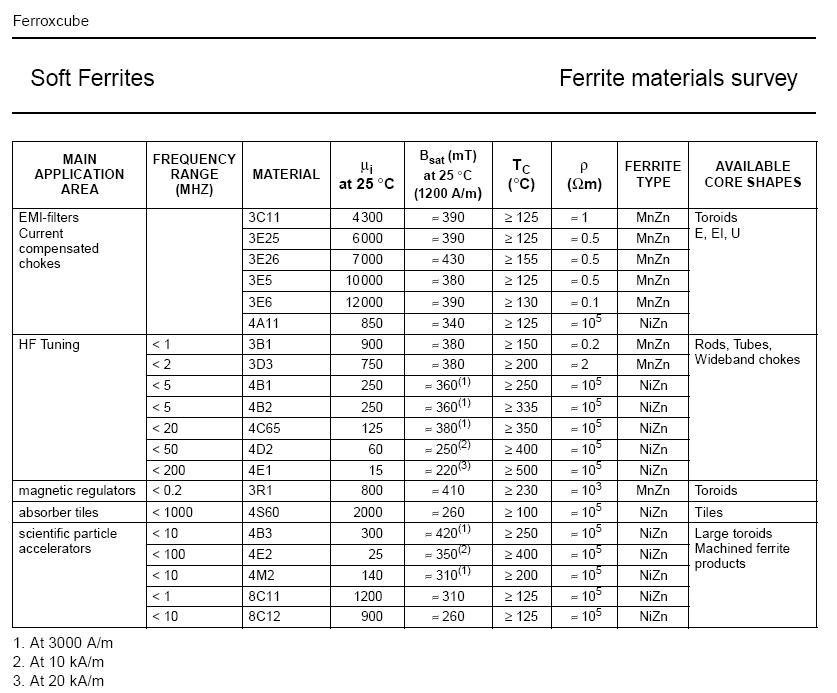 Ferroxcube
Soft Ferrites Ferrite materials survey
MAIN APPLICATION AREA FREQUENCY RANGE (MHZ) MATERIAL μi at 25 °C Bsat (mT) at 25 °C (1200 A/m) TC (°C) ρ (Ωm) FERRITE TYPE AVAILABLE CORE SHAPES
EMI-filters 3C11 4300 ≈ 390 ≥ 125 ≈ 1 MnZn Toroids
Current 3E25 6000 ≈ 390 ≥ 125 ≈ 0.5 MnZn E, EI, U
compensated 3E26 7000 ≈ 430 ≥ 155 ≈ 0.5 MnZn
chokes 3E5 10000 ≈ 380 ≥ 125 ≈ 0.5 MnZn
3E6 12000 ≈ 390 ≥ 130 ≈ 0.1 MnZn
4A11 850 ≈ 340 ≥ 125 ≈ 10^5 NiZn
HF Tuning < 1 3B1 900 ≈ 380 ≥ 150 ≈ 0.2 MnZn Rods, Tubes,
< 2 3D3 750 ≈ 380 ≥ 200 ≈ 2 MnZn Wideband chokes
< 5 4B1 250 ≈ 360(1) ≥ 250 ≈ 10^5 NiZn
< 5 4B2 250 ≈ 360(1) ≥ 335 ≈ 10^5 NiZn
< 20 4C65 125 ≈ 380(1) ≥ 350 ≈ 10^5 NiZn
< 50 4D2 60 ≈ 250(2) ≥ 400 ≈ 10^5 NiZn
< 200 4E1 15 ≈ 220(3) ≥ 500 ≈ 10^5 NiZn
magnetic regulators < 0.2 3R1 800 ≈ 410 ≥ 230 ≈ 10^3 MnZn Toroids
absorber tiles < 1000 4S60 2000 ≈ 260 ≥ 100 ≈ 10^5 NiZn Tiles
scientific particle < 10 4B3 300 ≈ 420(1) ≥ 250 ≈ 10^5 NiZn Large toroids
accelerators < 100 4E2 25 ≈ 350(2) ≥ 400 ≈ 10^5 NiZn Machined ferrite
< 10 4M2 140 ≈ 310(1) ≥ 200 ≈ 10^5 NiZn products
< 1 8C11 1200 ≈ 310 ≥ 125 ≈ 10^5 NiZn
< 10 8C12 900 ≈ 260 ≥ 125 ≈ 10^5 NiZn
1. At 3000 A/m
2. At 10 kA/m
3. At 20 kA/m